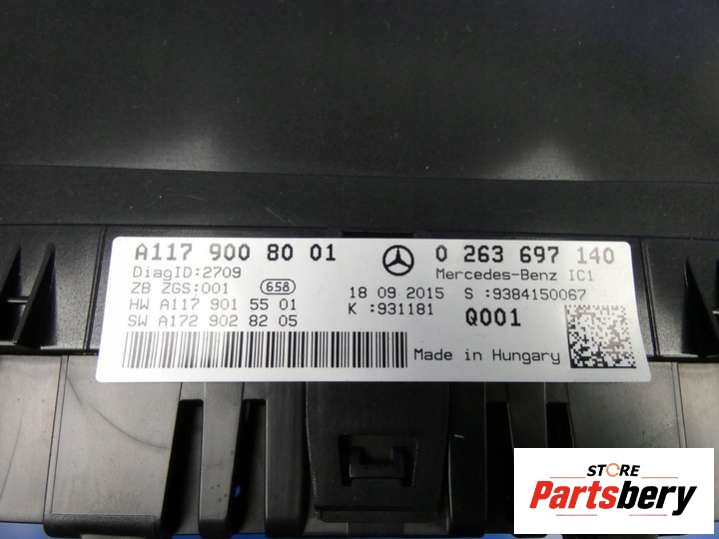 A117 900 80 01
DiagID:2709
ZB ZGS:001 658
HW A117 901 55 01
SW A172 902 82 05
18 09 2015
K :931181
0 263 697 140
Mercedes-Benz IC1
S :9384150067
Q001
Made in Hungary
STORE
Partsbery